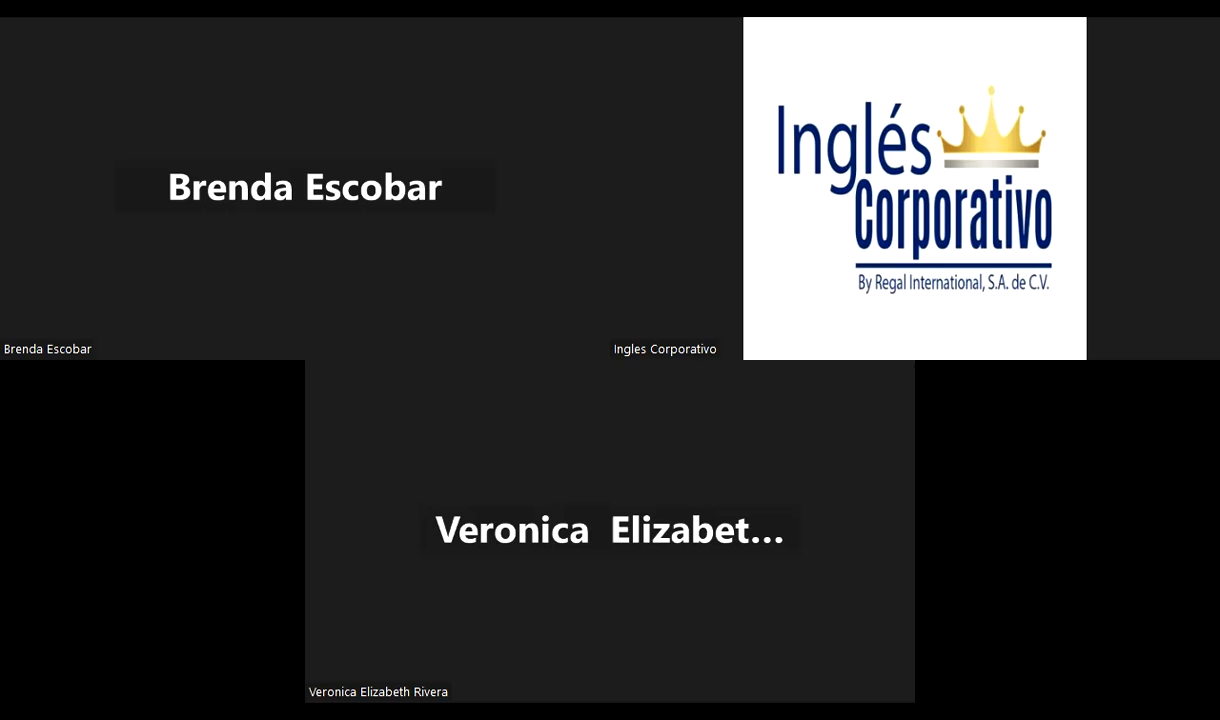 Brenda Escobar
Brenda Escobar
Inglés
Corporativo
By Regal International, S.A. de C.V.
Ingles Corporativo
Veronica Elizabet...
Veronica Elizabeth Rivera